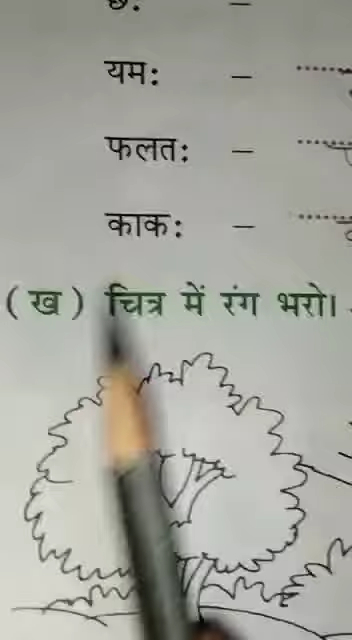 छः –
यमः – ......
फलतः – ......
काकः – ......
(ख) चित्र में रंग भरो।